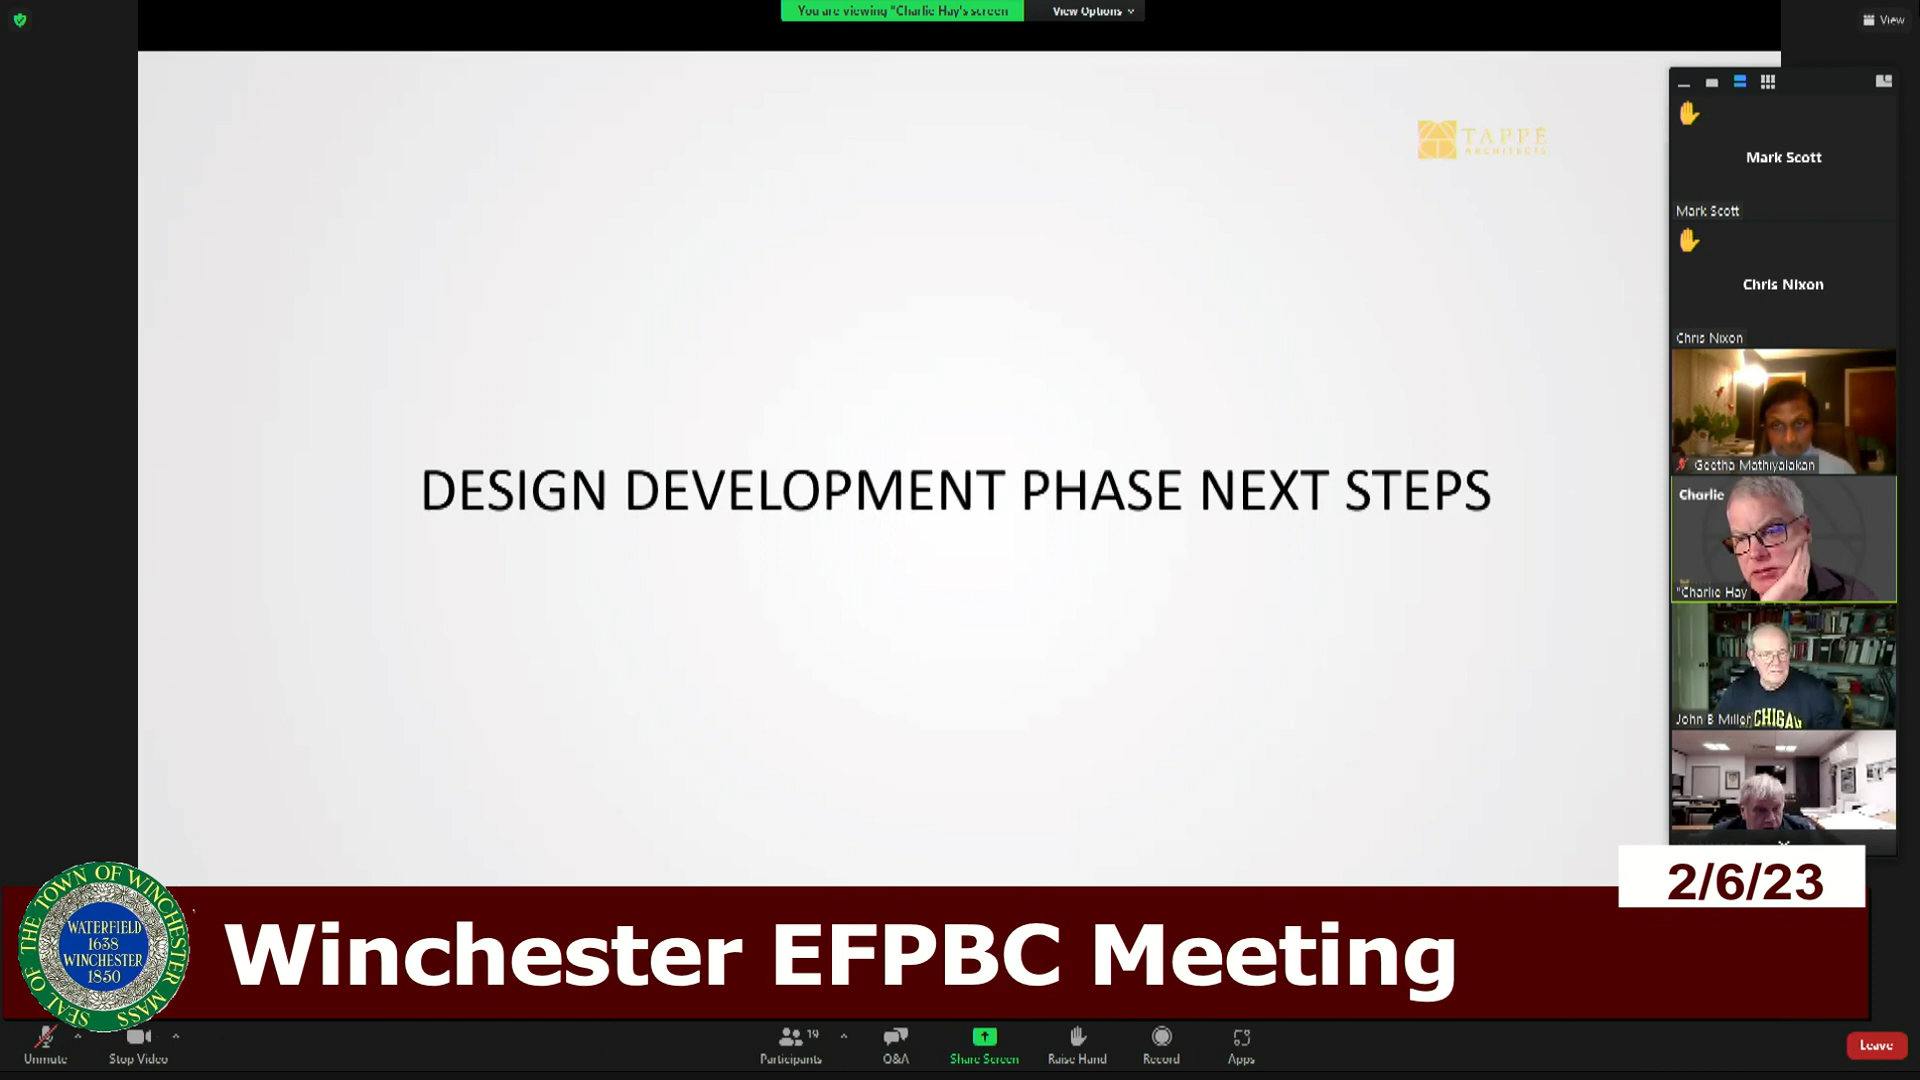 You are viewing "Charlie Hay's screen
View Options
View
TAPPÉ
ARCHITECTS
Mark Scott
Mark Scott
Chris Nixon
Chris Nixon
Geetha Mathiyalakan
Charlie
"Charlie Hay
John B Miller
CHIGAN
DESIGN DEVELOPMENT PHASE NEXT STEPS
2/6/23
Winchester EFPBC Meeting
THE TOWN OF WINCHESTER MASS
SEAL OF
WATERFIELD
1638
WINCHESTER
1850
Unmute
Stop Video
Participants
19
Q&A
Share Screen
Raise Hand
Record
Apps
Leave